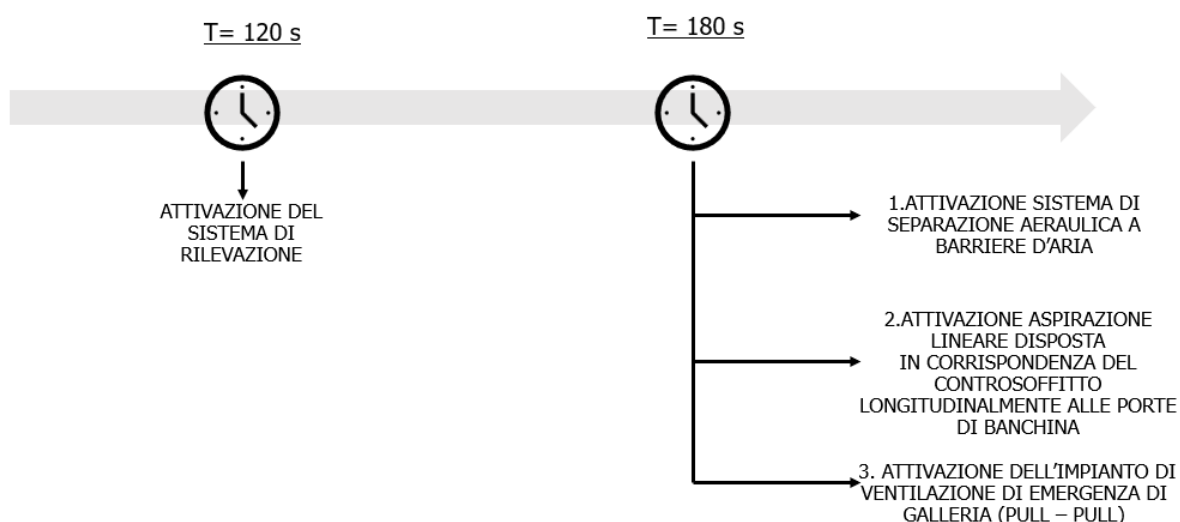 T= 120 s
T= 180 s
ATTIVAZIONE DEL
SISTEMA DI
RILEVAZIONE
1.ATTIVAZIONE SISTEMA DI
SEPARAZIONE AERAULICA A
BARRIERE D'ARIA
2.ATTIVAZIONE ASPIRAZIONE
LINEARE DISPOSTA
IN CORRISPONDENZA DEL
CONTROSOFFITTO
LONGITUDINALMENTE ALLE PORTE
DI BANCHINA
3. ATTIVAZIONE DELL'IMPIANTO DI
VENTILAZIONE DI EMERGENZA DI
GALLERIA (PULL – PULL)